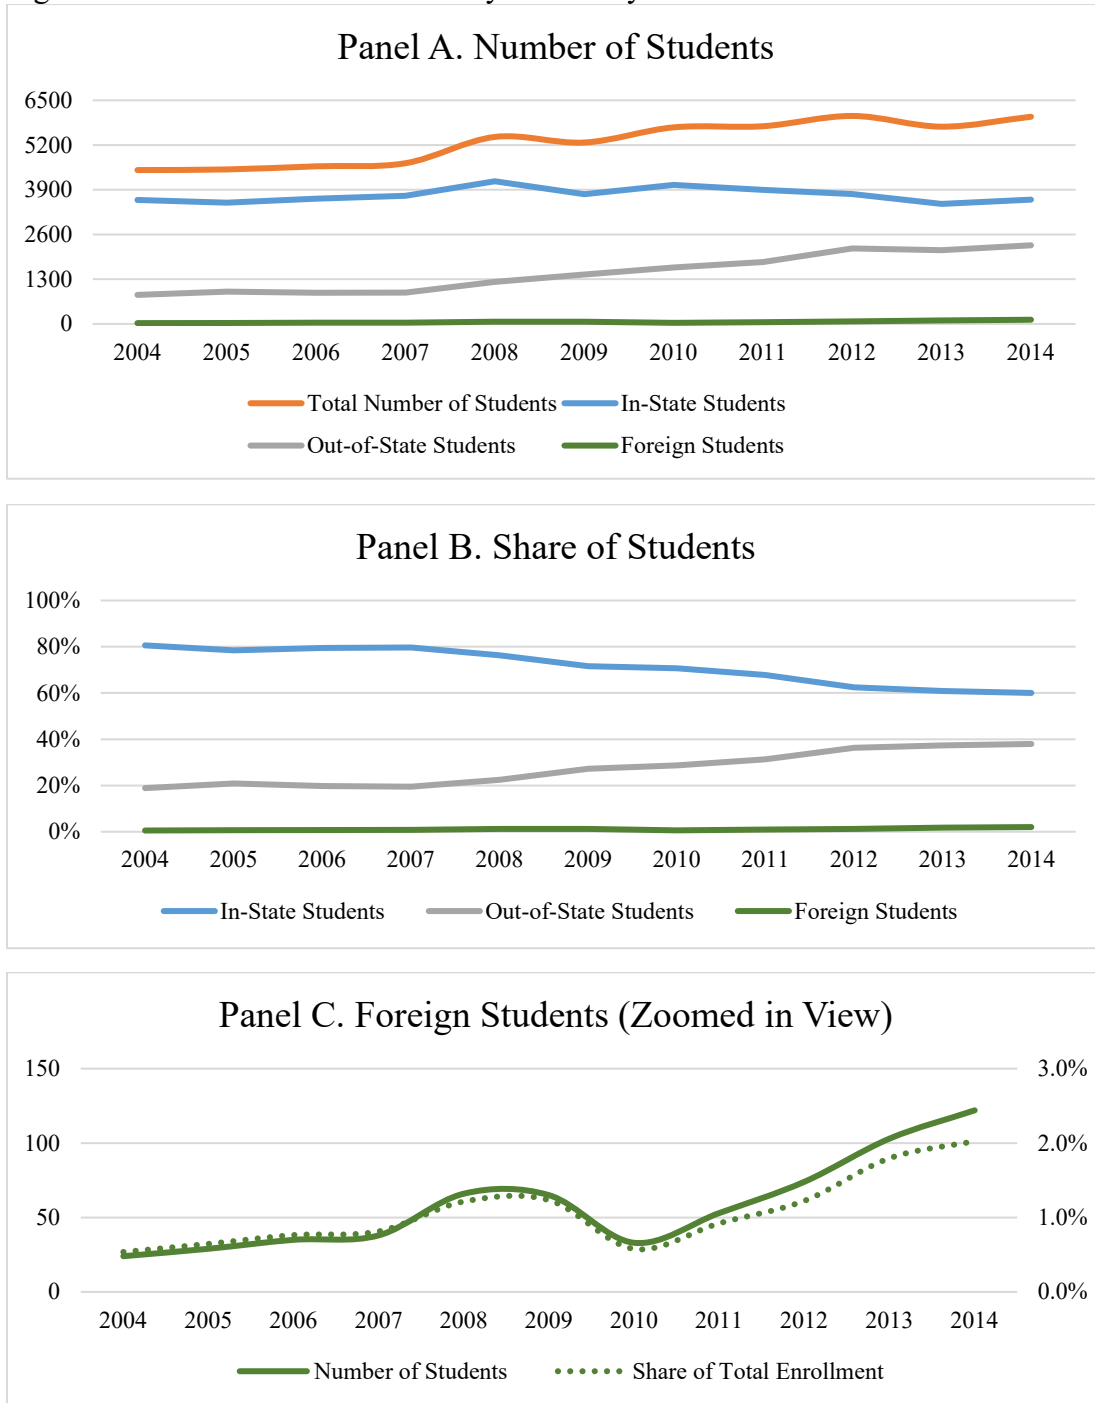 Panel A. Number of Students
6500
5200
3900
2600
1300
0
2004 2005 2006 2007 2008 2009 2010 2011 2012 2013 2014
Total Number of Students In-State Students
Out-of-State Students Foreign Students
Panel B. Share of Students
100%
80%
60%
40%
20%
0%
2004 2005 2006 2007 2008 2009 2010 2011 2012 2013 2014
In-State Students Out-of-State Students Foreign Students
Panel C. Foreign Students (Zoomed in View)
150 3.0%
100 2.0%
50 1.0%
0 0.0%
2004 2005 2006 2007 2008 2009 2010 2011 2012 2013 2014
Number of Students Share of Total Enrollment